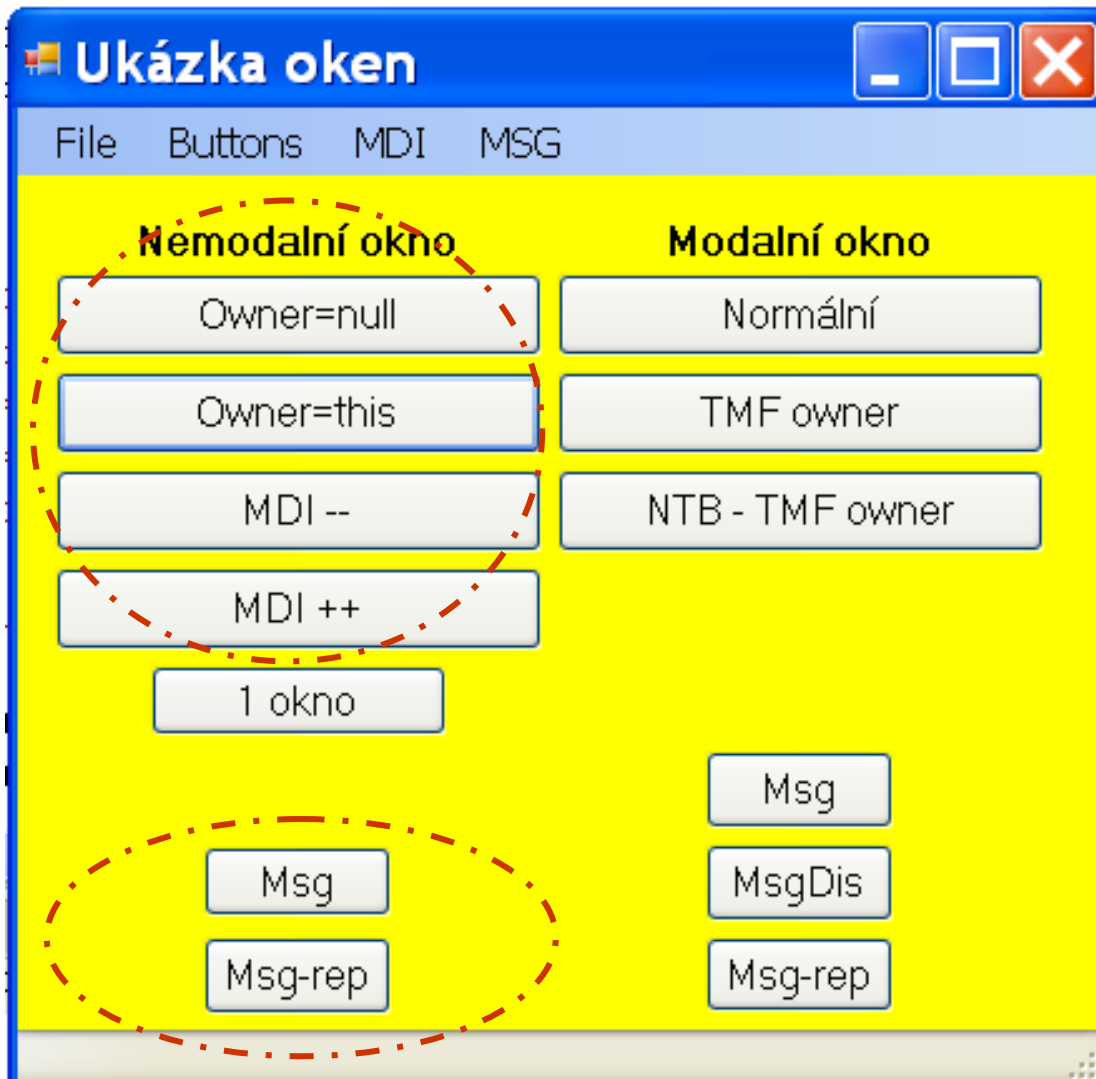 Ukázka oken
File Buttons MDI MSG
Nemodalní okno Modalní okno
Owner=null Normální
Owner=this TMF owner
MDI -- NTB - TMF owner
MDI ++
1 okno
Msg
Msg MsgDis
Msg-rep Msg-rep